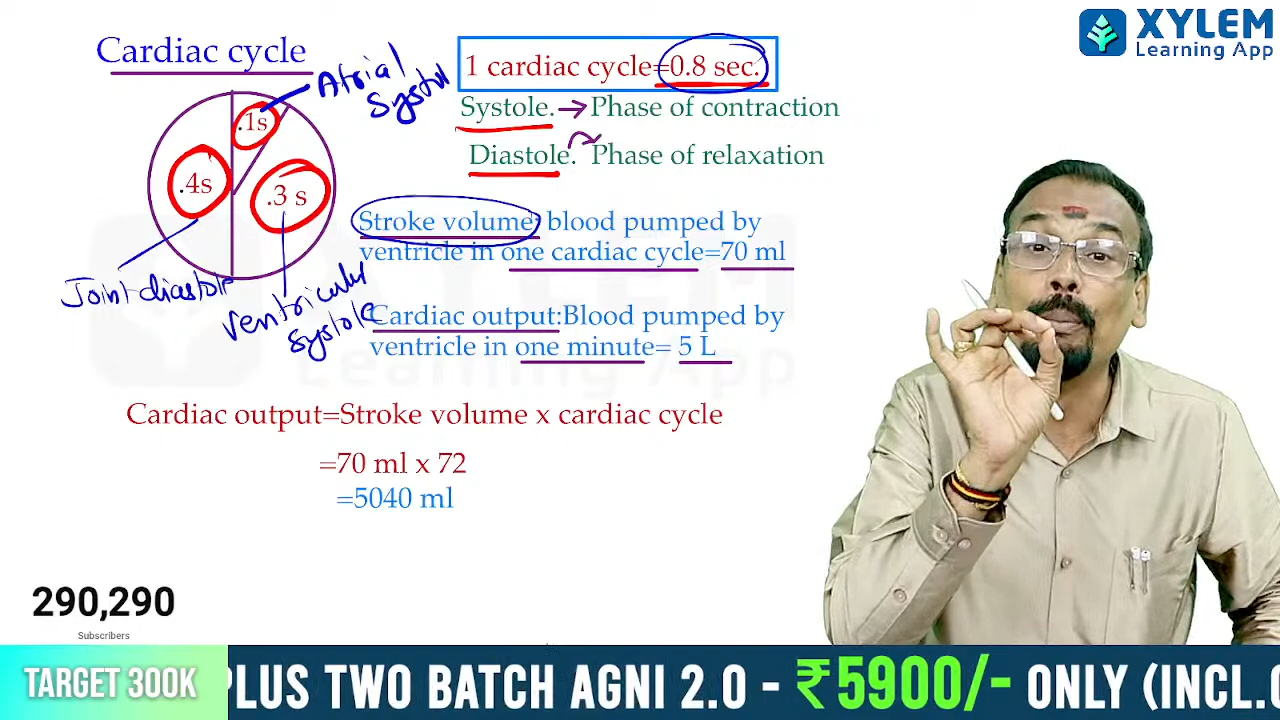 XYLEM
Learning App
Cardiac cycle
1 cardiac cycle=0.8 sec.
Atrial
Systole. → Phase of contraction
Diastole. Phase of relaxation
.1s
.4s
.3 s
Stroke volume: blood pumped by
ventricle in one cardiac cycle=70 ml
Joint diastole
Ventricular
Systole
Cardiac output:Blood pumped by
ventricle in one minute= 5 L
XYLEM
Learning App
Cardiac output=Stroke volume x cardiac cycle
=70 ml x 72
=5040 ml
290,290
Subscribers
TARGET 300K
PLUS TWO BATCH AGNI 2.0 - ₹5900/- ONLY (INCL.